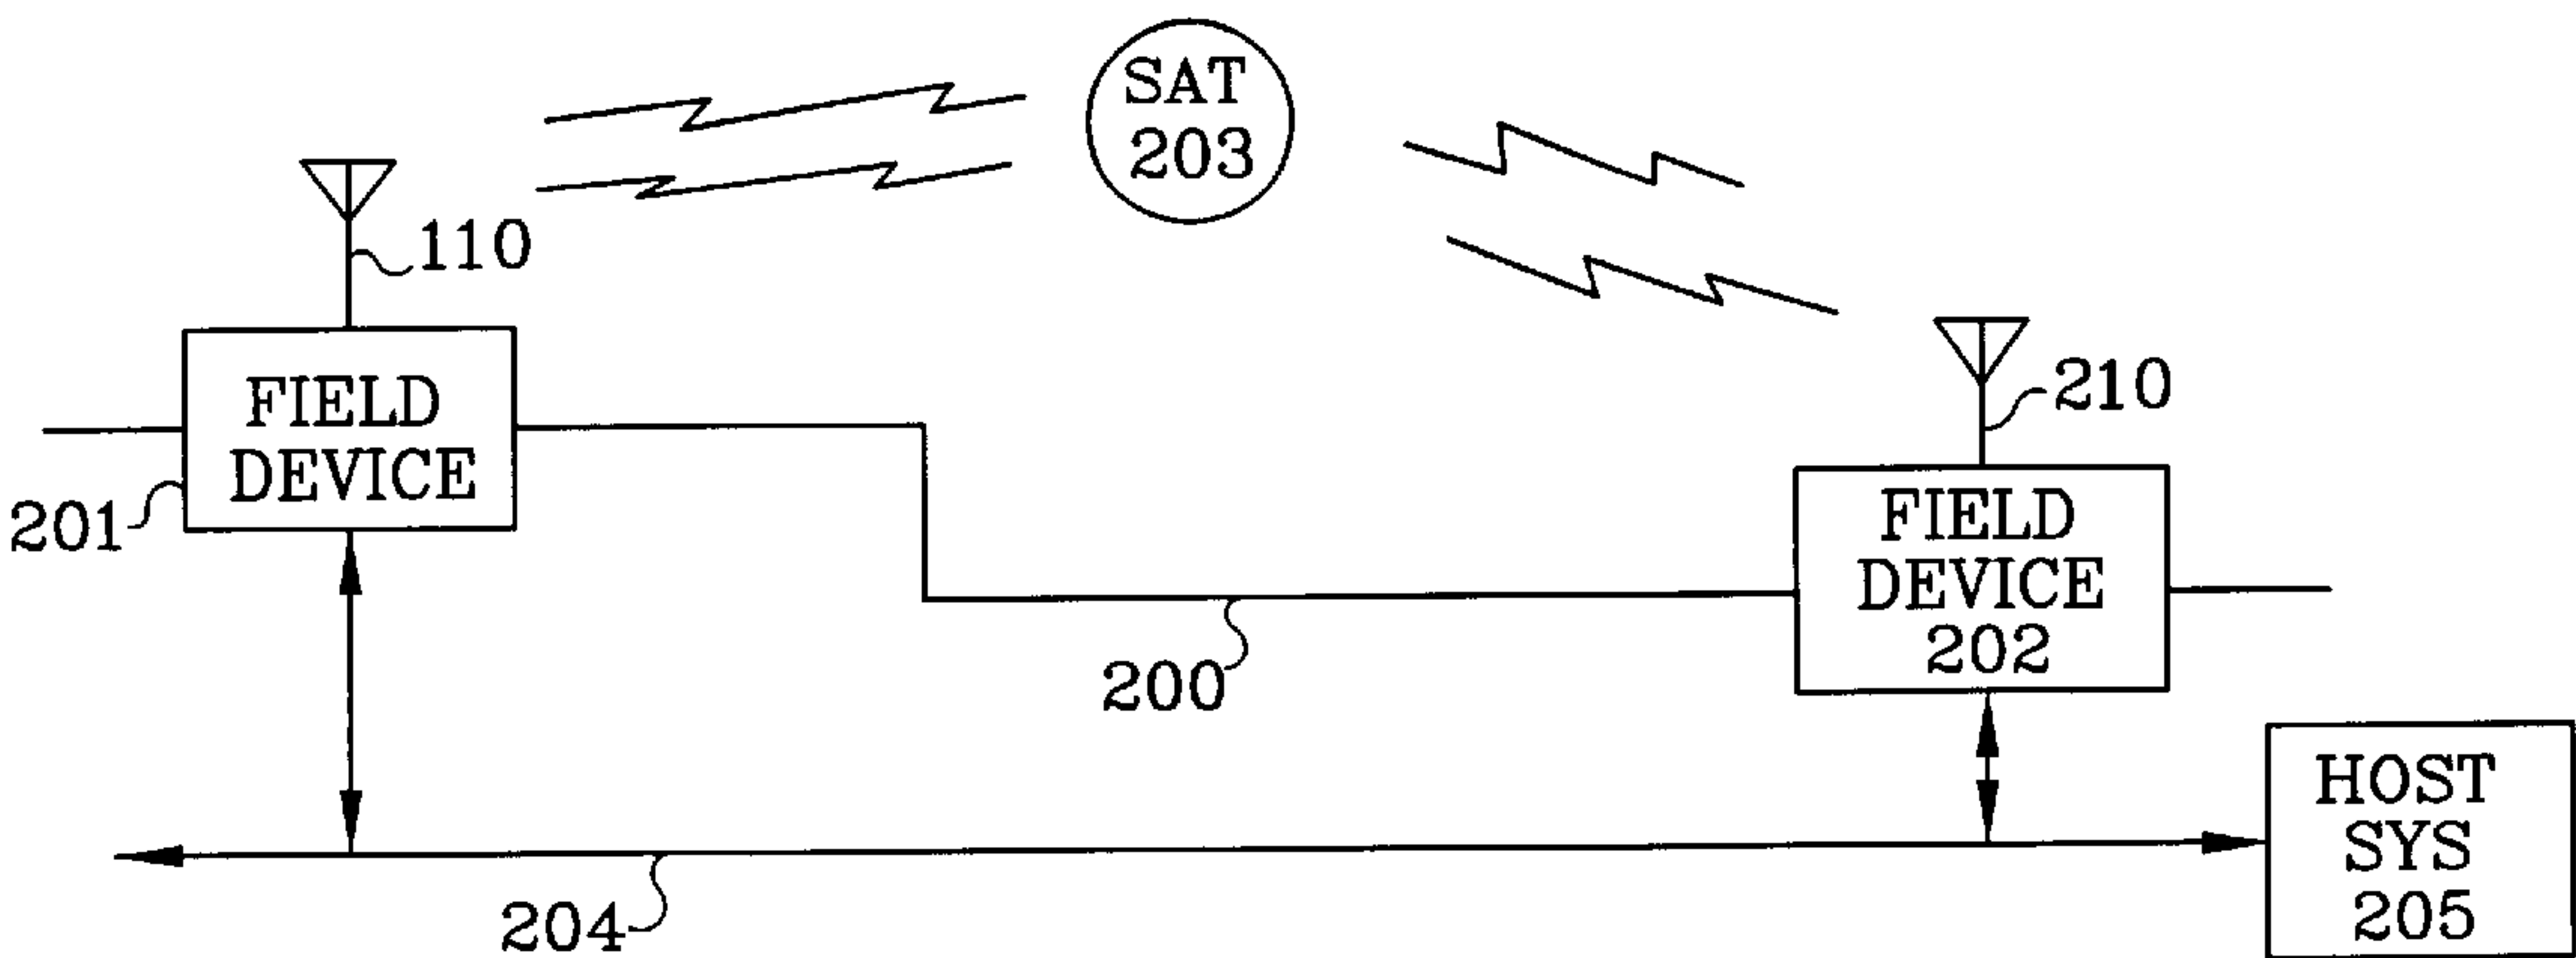 SAT
203
110
FIELD
DEVICE
201
210
FIELD
DEVICE
202
200
HOST
SYS
205
204